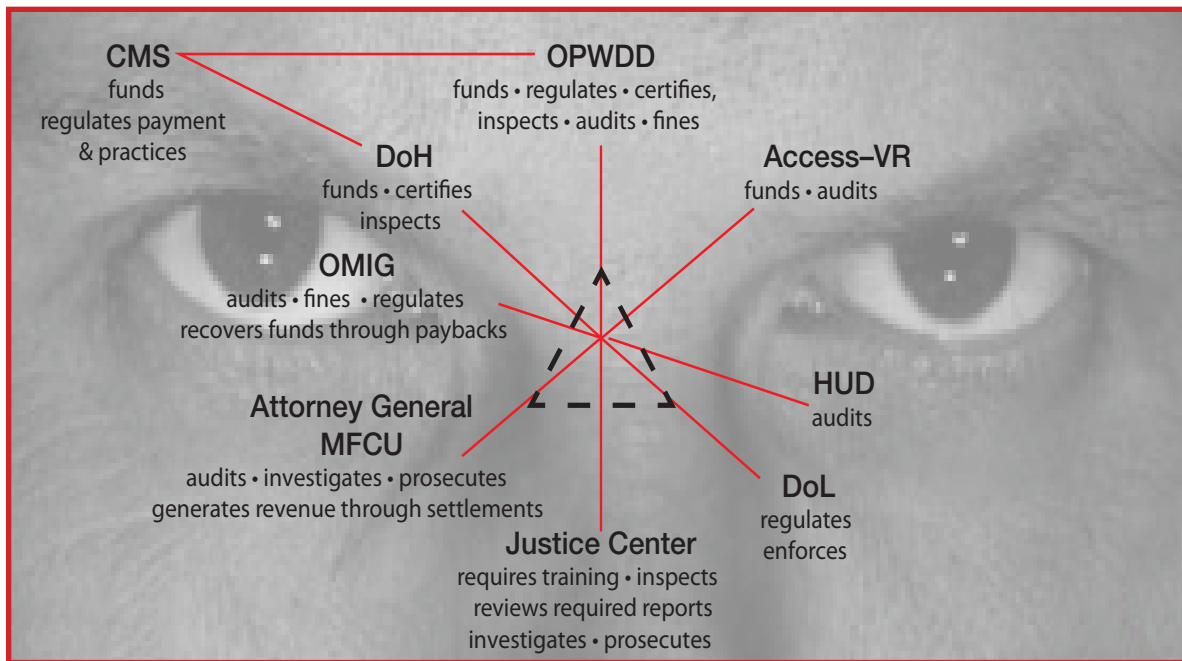 CMS
funds
regulates payment
& practices
OPWDD
funds • regulates • certifies,
inspects • audits • fines
DoH
funds • certifies
inspects
Access–VR
funds • audits
OMIG
audits • fines • regulates
recovers funds through paybacks
HUD
audits
Attorney General
MFCU
audits • investigates • prosecutes
generates revenue through settlements
DoL
regulates
enforces
Justice Center
requires training • inspects
reviews required reports
investigates • prosecutes